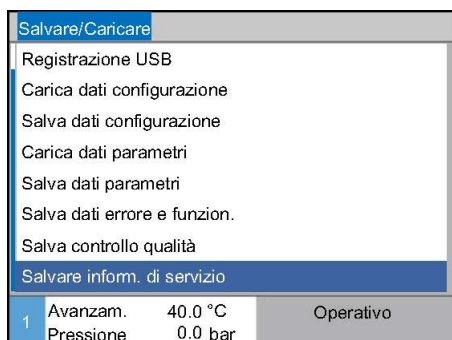 Salvare/Caricare
Registrazione USB
Carica dati configurazione
Salva dati configurazione
Carica dati parametri
Salva dati parametri
Salva dati errore e funzion.
Salva controllo qualità
Salvare inform. di servizio
1 Avanzam. 40.0 °C Operativo
Pressione 0.0 bar